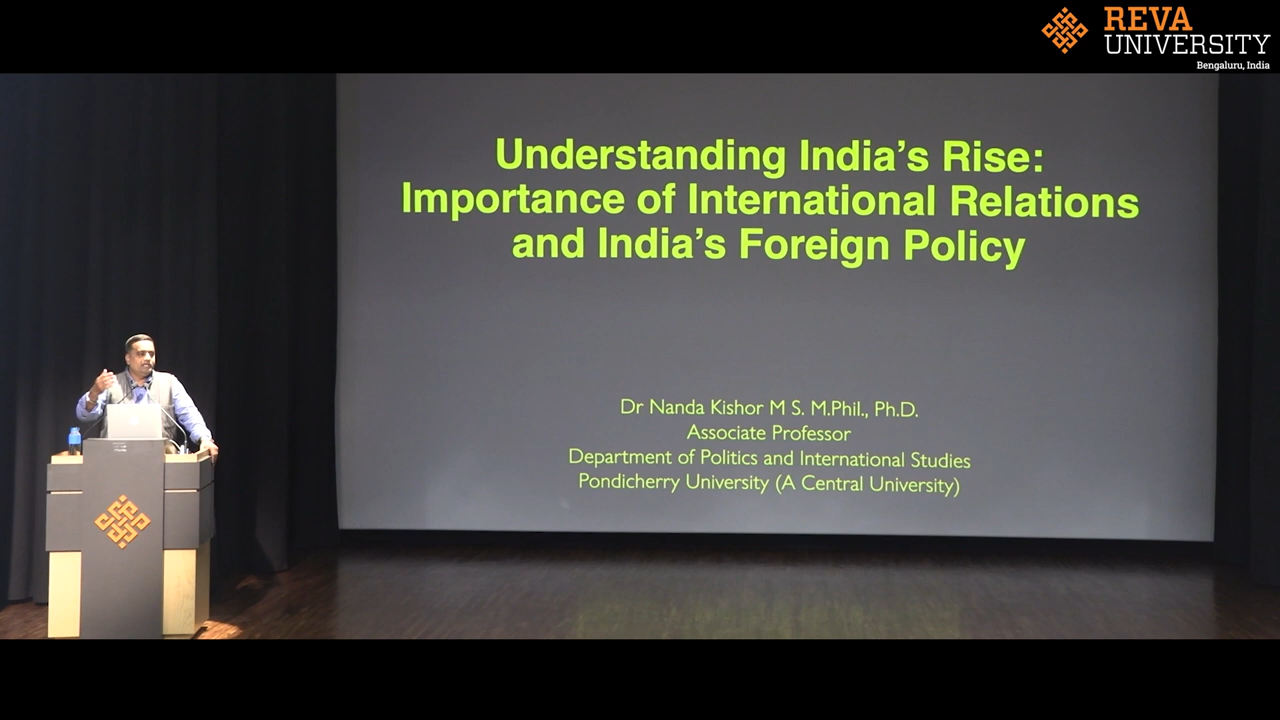 REVA
UNIVERSITY
Bengaluru, India
Understanding India's Rise:
Importance of International Relations
and India's Foreign Policy
Dr Nanda Kishor M S. M.Phil., Ph.D.
Associate Professor
Department of Politics and International Studies
Pondicherry University (A Central University)